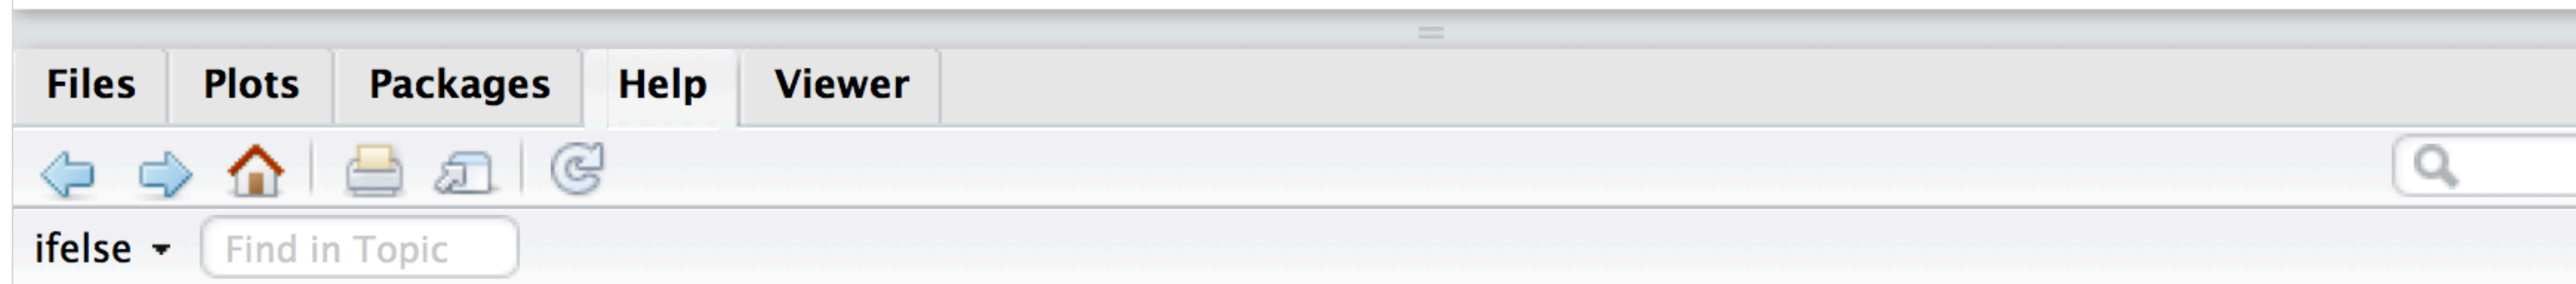 Files Plots Packages Help Viewer
ifelse Find in Topic